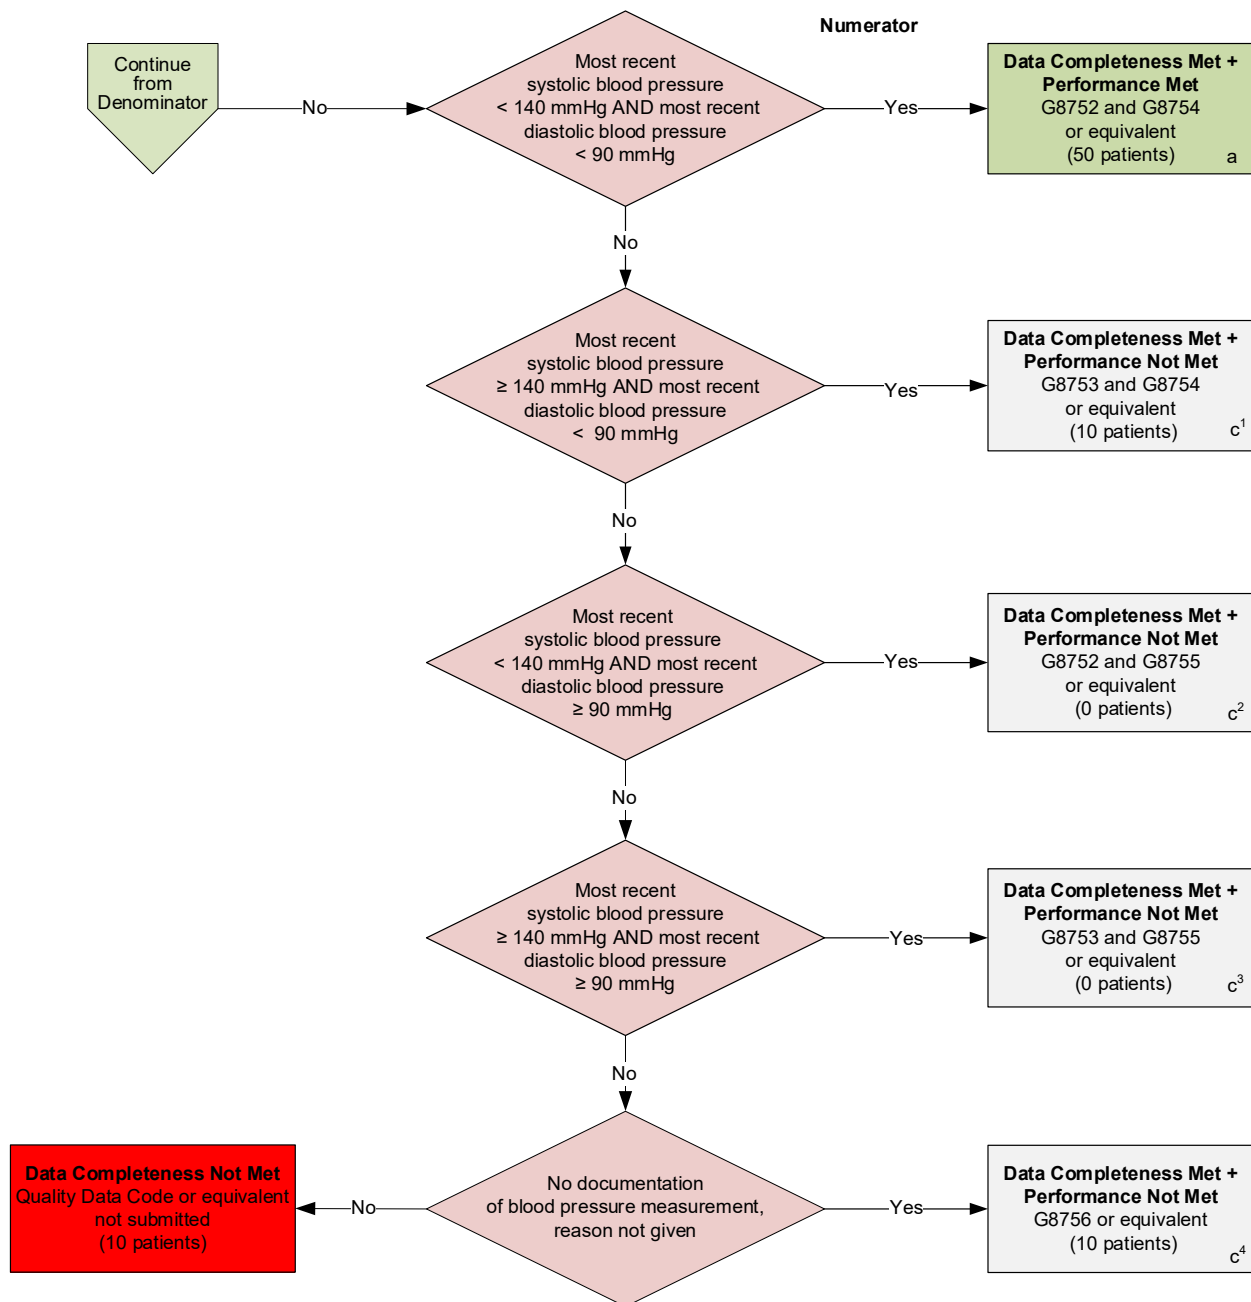 Numerator
Continue
from
Denominator
No
Most recent
systolic blood pressure
< 140 mmHg AND most recent
diastolic blood pressure
< 90 mmHg
Yes
Data Completeness Met +
Performance Met
G8752 and G8754
or equivalent
(50 patients)
a
No
Most recent
systolic blood pressure
≥ 140 mmHg AND most recent
diastolic blood pressure
<  90 mmHg
Yes
Data Completeness Met +
Performance Not Met
G8753 and G8754
or equivalent
(10 patients)
c¹
No
Most recent
systolic blood pressure
< 140 mmHg AND most recent
diastolic blood pressure
≥ 90 mmHg
Yes
Data Completeness Met +
Performance Not Met
G8752 and G8755
or equivalent
(0 patients)
c²
No
Most recent
systolic blood pressure
≥ 140 mmHg AND most recent
diastolic blood pressure
≥ 90 mmHg
Yes
Data Completeness Met +
Performance Not Met
G8753 and G8755
or equivalent
(0 patients)
c³
No
No documentation
of blood pressure measurement,
reason not given
Yes
Data Completeness Met +
Performance Not Met
G8756 or equivalent
(10 patients)
c⁴
No
Data Completeness Not Met
Quality Data Code or equivalent
not submitted
(10 patients)